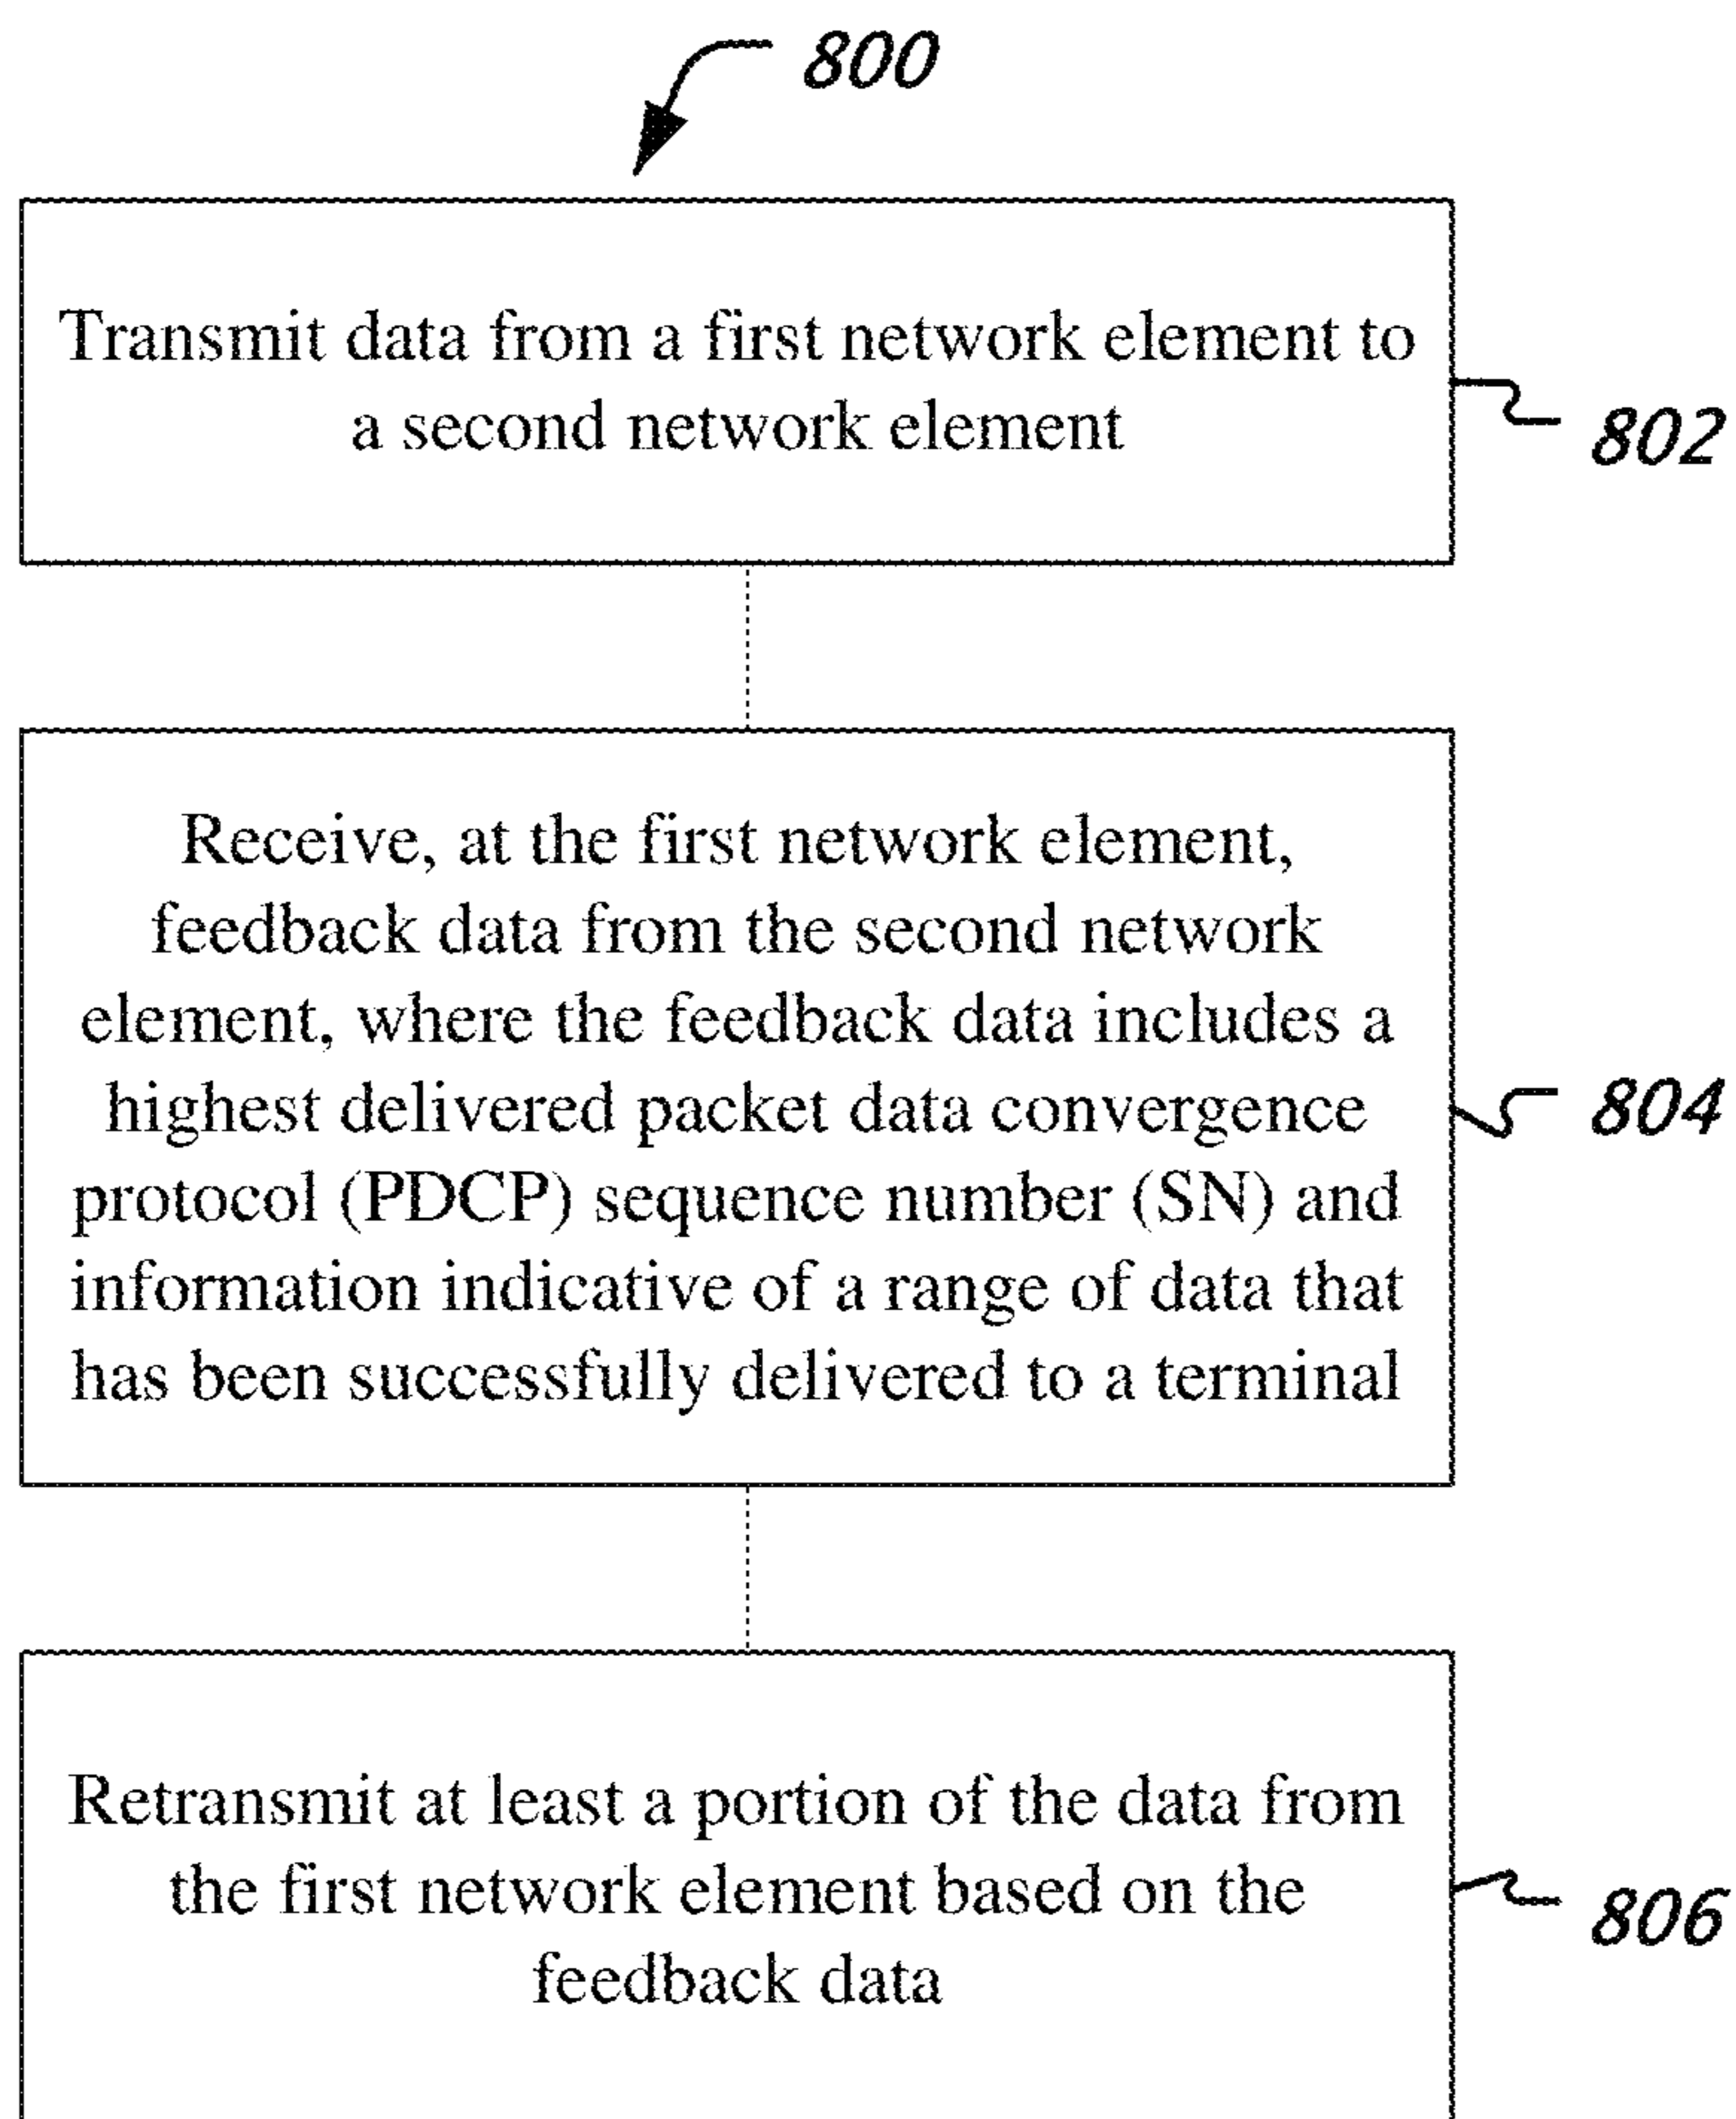 800
Transmit data from a first network element to
a second network element
802
Receive, at the first network element,
feedback data from the second network
element, where the feedback data includes a
highest delivered packet data convergence
protocol (PDCP) sequence number (SN) and
information indicative of a range of data that
has been successfully delivered to a terminal
804
Retransmit at least a portion of the data from
the first network element based on the
feedback data
806